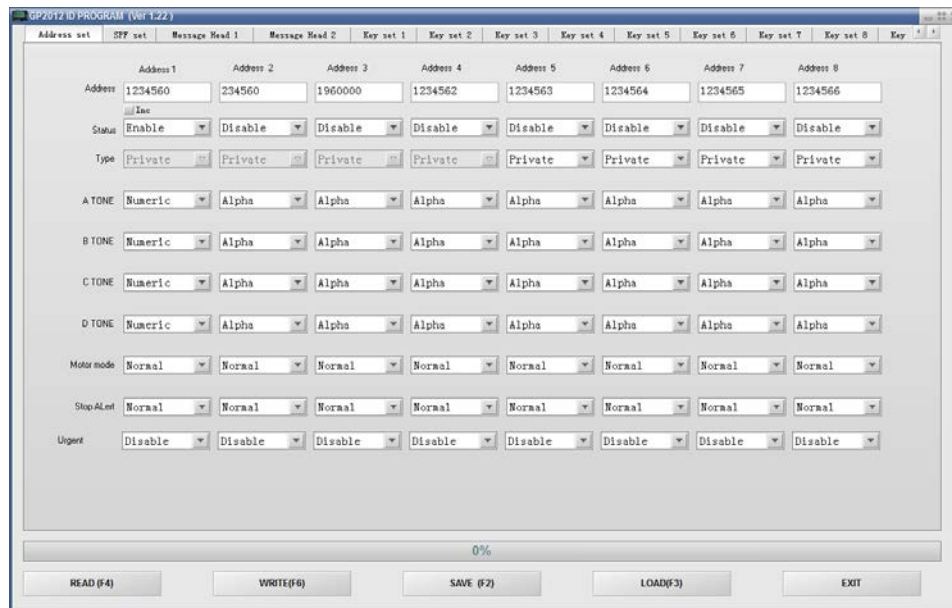 GP2012 ID PROGRAM (Ver 1.22 )
Address set SPF set Message Head 1 Message Head 2 Key set 1 Key set 2 Key set 3 Key set 4 Key set 5 Key set 6 Key set 7 Key set 8 Key
Address 1 Address 2 Address 3 Address 4 Address 5 Address 6 Address 7 Address 8
Address 1234560 234560 1960000 1234562 1234563 1234564 1234565 1234566
Inc
Status Enable Disable Disable Disable Disable Disable Disable Disable
Type Private Private Private Private Private Private Private Private
A TONE Numeric Alpha Alpha Alpha Alpha Alpha Alpha Alpha
B TONE Numeric Alpha Alpha Alpha Alpha Alpha Alpha Alpha
C TONE Numeric Alpha Alpha Alpha Alpha Alpha Alpha Alpha
D TONE Numeric Alpha Alpha Alpha Alpha Alpha Alpha Alpha
Motor mode Normal Normal Normal Normal Normal Normal Normal Normal
Stop ALert Normal Normal Normal Normal Normal Normal Normal Normal
Urgent Disable Disable Disable Disable Disable Disable Disable Disable
0%
READ (F4) WRITE(F6) SAVE (F2) LOAD(F3) EXIT